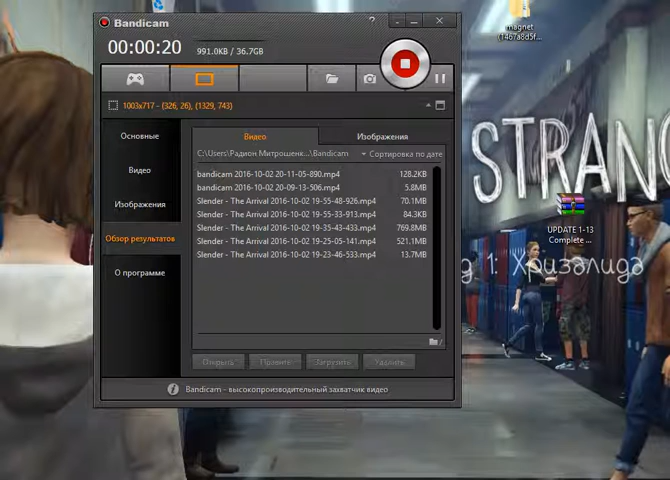 Bandicam
00:00:20
991.0KB / 36.7GB
1003x717 - (326, 26), (1329, 743)
Основные
Видео
Изображения
Обзор результатов
О программе
Видео
Изображения
C:\Users\Радион Митрошенк...\Bandicam
Сортировка по дате
bandicam 2016-10-02 20-11-05-890.mp4 128.2KB
bandicam 2016-10-02 20-09-13-506.mp4 5.8MB
Slender - The Arrival 2016-10-02 19-55-48-926.mp4 70.1MB
Slender - The Arrival 2016-10-02 19-55-33-913.mp4 84.3KB
Slender - The Arrival 2016-10-02 19-35-43-433.mp4 769.8MB
Slender - The Arrival 2016-10-02 19-25-05-141.mp4 521.1MB
Slender - The Arrival 2016-10-02 19-23-46-533.mp4 13.7MB
Открыть
Править
Загрузить
Удалить
Bandicam - высокопроизводительный захватчик видео
magnet
(1467a8d5f...
STRANG
UPDATE 1-13
Complete ...
д 1: Хризалида